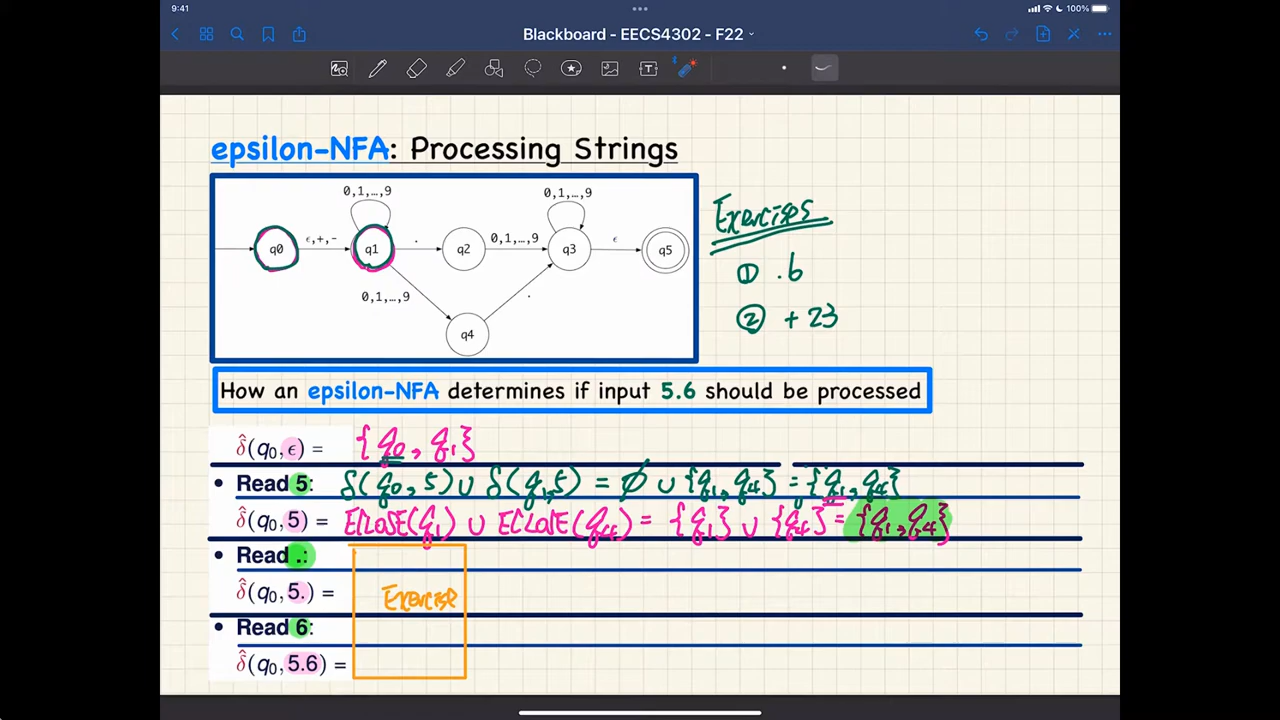 9:41
100%
Blackboard - EECS4302 - F22
epsilon-NFA: Processing Strings
0,1,…,9
0,1,…,9
q0
ϵ,+,-
q1
.
q2
0,1,…,9
q3
ϵ
q5
0,1,…,9
.
q4
Exercises
① .6
② +23
How an epsilon-NFA determines if input 5.6 should be processed
δ̂(q₀, ϵ) = {q₀, q₁}
• Read 5: δ(q₀, 5) ∪ δ(q₁, 5) = ∅ ∪ {q₁, q₄} = {q₁, q₄}
δ̂(q₀, 5) = ECLOSE(q₁) ∪ ECLOSE(q₄) = {q₁} ∪ {q₄} = {q₁, q₄}
• Read .:
δ̂(q₀, 5.) = Exercise
• Read 6:
δ̂(q₀, 5.6) =